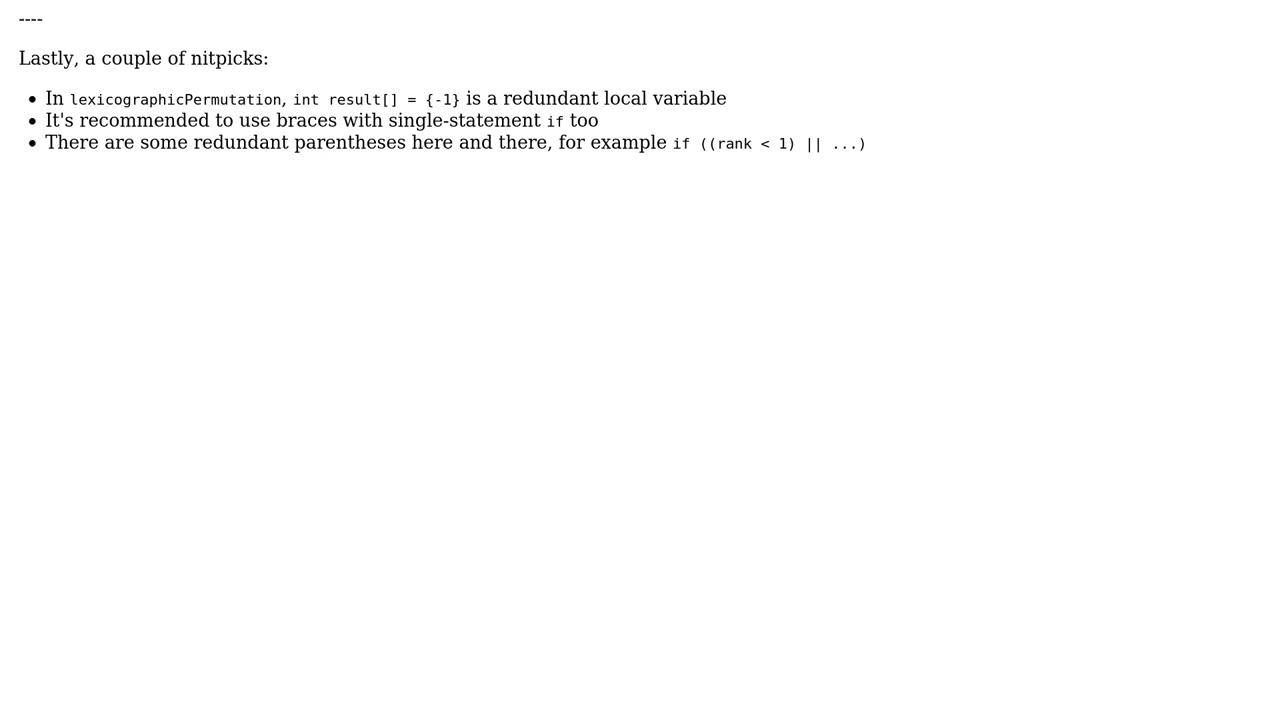 ----
Lastly, a couple of nitpicks:
• In lexicographicPermutation, int result[] = {-1} is a redundant local variable
• It's recommended to use braces with single-statement if too
• There are some redundant parentheses here and there, for example if ((rank < 1) || ...)